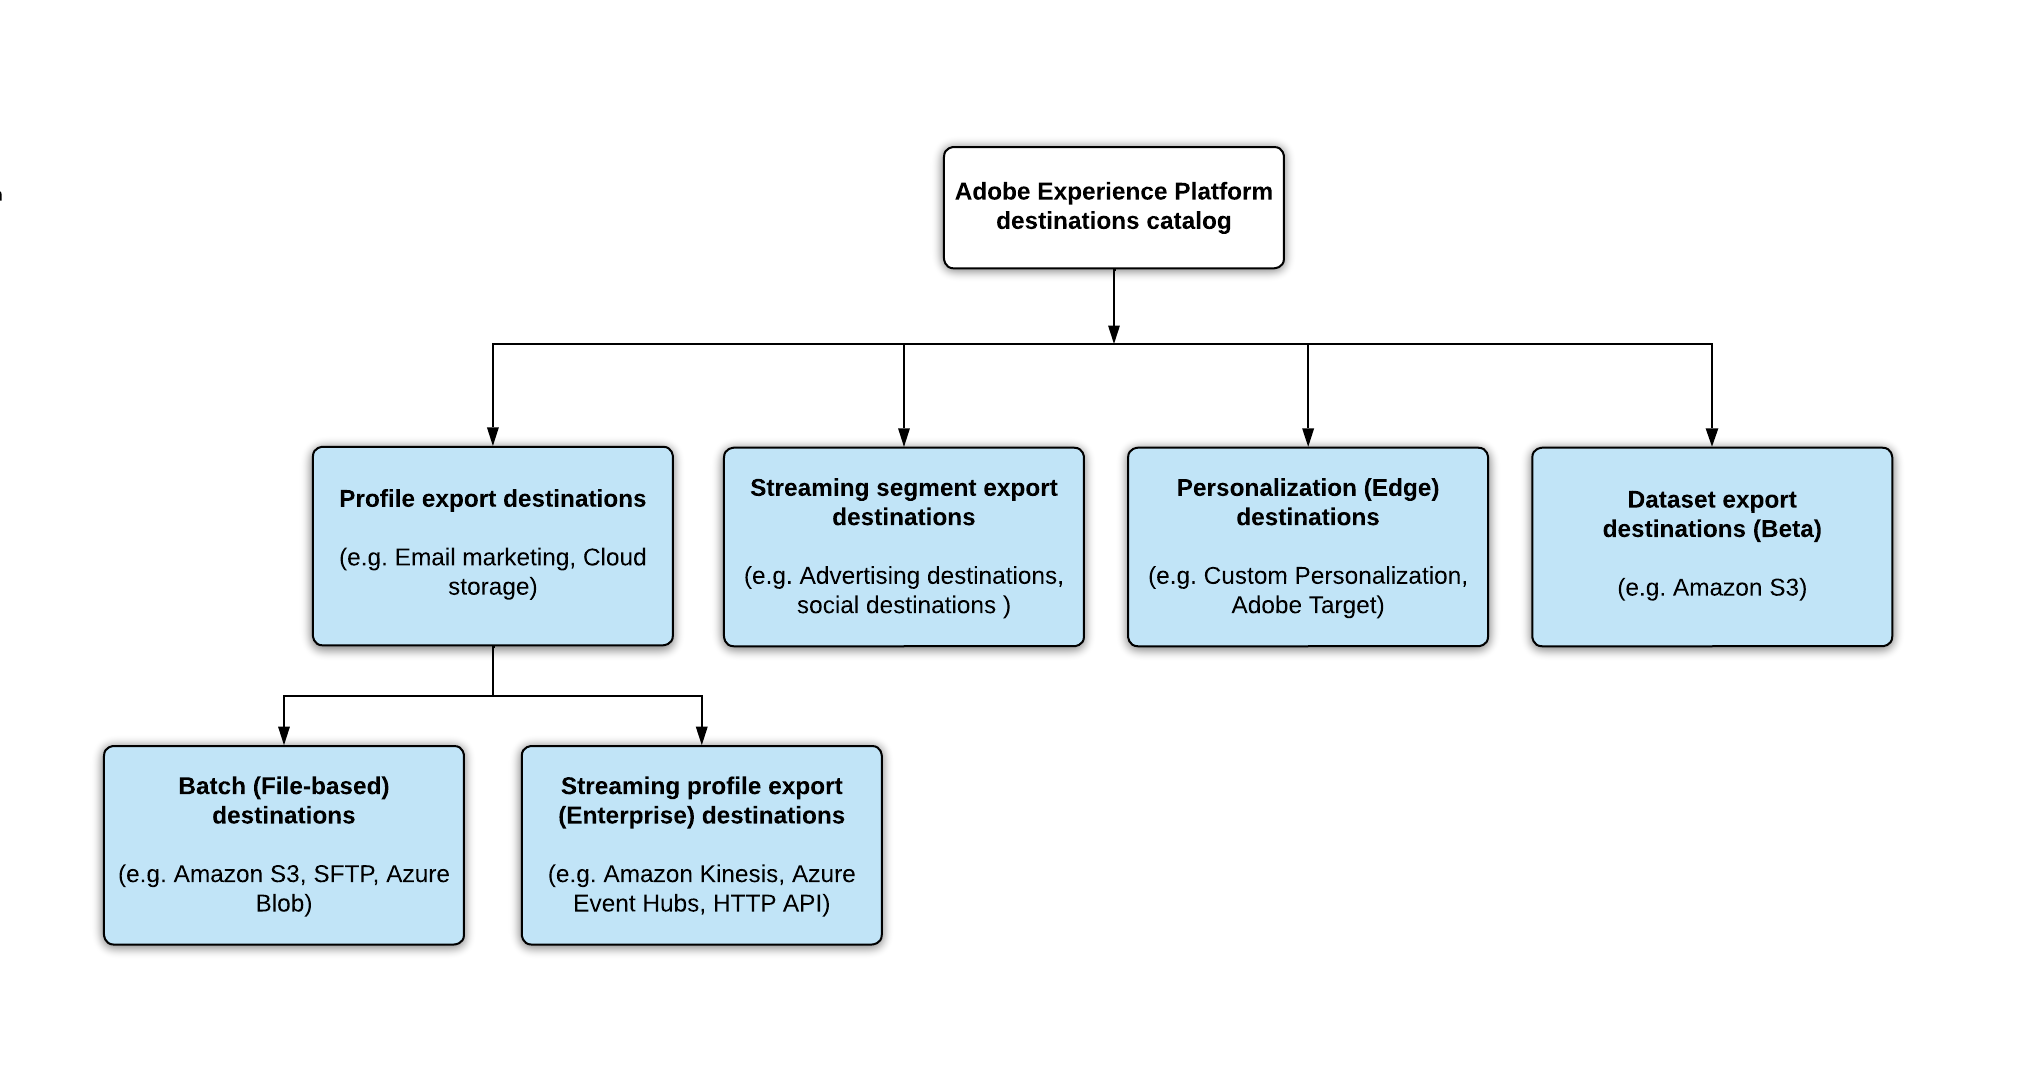 Adobe Experience Platform
destinations catalog
Profile export destinations
(e.g. Email marketing, Cloud
storage)
Streaming segment export
destinations
(e.g. Advertising destinations,
social destinations )
Personalization (Edge)
destinations
(e.g. Custom Personalization,
Adobe Target)
Dataset export
destinations (Beta)
(e.g. Amazon S3)
Batch (File-based)
destinations
(e.g. Amazon S3, SFTP, Azure
Blob)
Streaming profile export
(Enterprise) destinations
(e.g. Amazon Kinesis, Azure
Event Hubs, HTTP API)